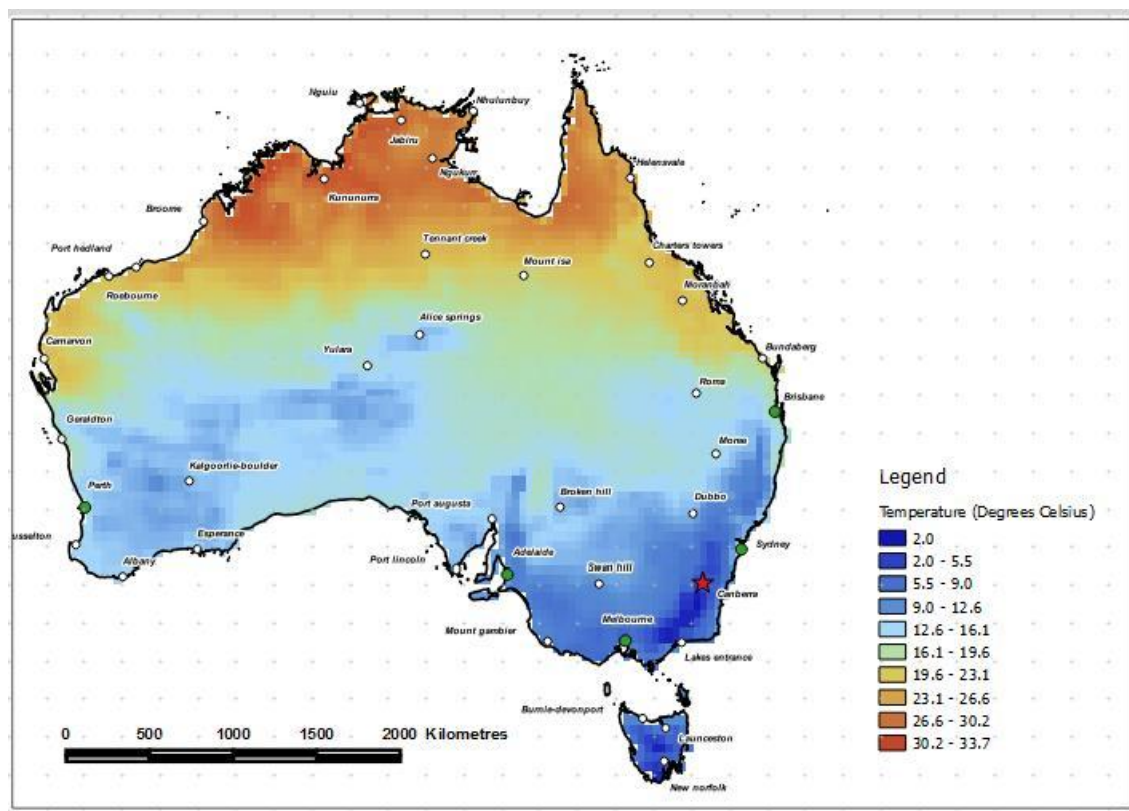 Nguiu
Nhulunbuy
Jabiru
Ngukurr
Helensvale
Kununurra
Broome
Tennant creek
Charters towers
Port hedland
Mount isa
Roebourne
Moranbah
Alice springs
Carnarvon
Yulara
Bundaberg
Roma
Brisbane
Geraldton
Moree
Kalgoorlie-boulder
Perth
Broken hill
Port augusta
Dubbo
Esperance
usselton
Sydney
Albany
Port lincoln
Adelaide
Swan hill
Canberra
Melbourne
Mount gambier
Lakes entrance
Burnie-devonport
Launceston
New norfolk
0 500 1000 1500 2000 Kilometres
Legend
Temperature (Degrees Celsius)
2.0
2.0 - 5.5
5.5 - 9.0
9.0 - 12.6
12.6 - 16.1
16.1 - 19.6
19.6 - 23.1
23.1 - 26.6
26.6 - 30.2
30.2 - 33.7